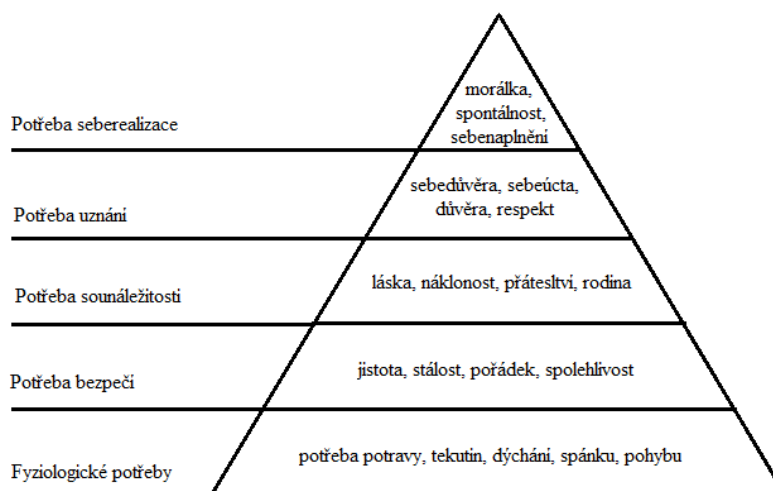 morálka,
spontálnost,
sebenaplnění
Potřeba seberealizace
sebedůvěra, sebeúcta,
důvěra, respekt
Potřeba uznání
láska, náklonost, přátesltví, rodina
Potřeba sounáležitosti
jistota, stálost, pořádek, spolehlivost
Potřeba bezpečí
potřeba potravy, tekutin, dýchání, spánku, pohybu
Fyziologické potřeby